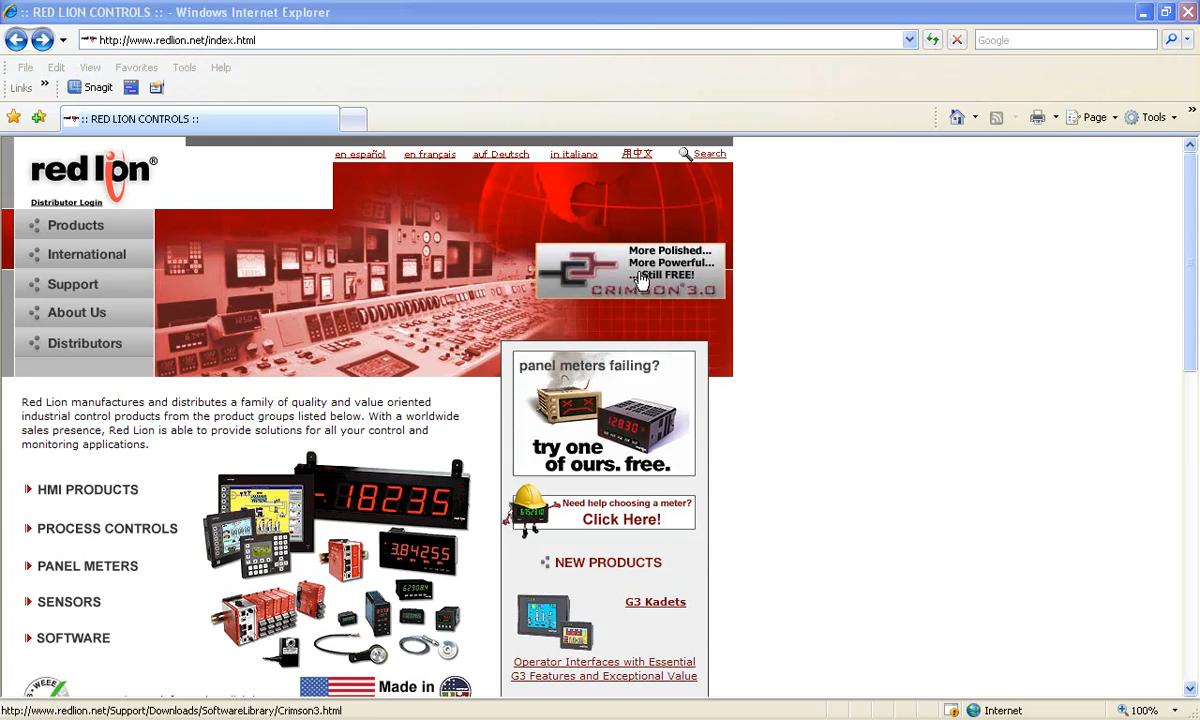 :: RED LION CONTROLS :: - Windows Internet Explorer
http://www.redlion.net/index.html
Google
File Edit View Favorites Tools Help
Links » Snagit
:: RED LION CONTROLS ::
Page Tools »
en español en français auf Deutsch in italiano 用中文 Search
red lion®
Distributor Login
Products
International
Support
About Us
Distributors
More Polished...
More Powerful...
...Still FREE!
CRIMSON® 3.0
Red Lion manufactures and distributes a family of quality and value oriented
industrial control products from the product groups listed below. With a worldwide
sales presence, Red Lion is able to provide solutions for all your control and
monitoring applications.
HMI PRODUCTS
PROCESS CONTROLS
PANEL METERS
SENSORS
SOFTWARE
18235
3.84255
panel meters failing?
128.30
try one
of ours. free.
Need help choosing a meter?
Click Here!
NEW PRODUCTS
G3 Kadets
Operator Interfaces with Essential
G3 Features and Exceptional Value
WEEE
Made in
http://www.redlion.net/Support/Downloads/SoftwareLibrary/Crimson3.html
Internet
100%